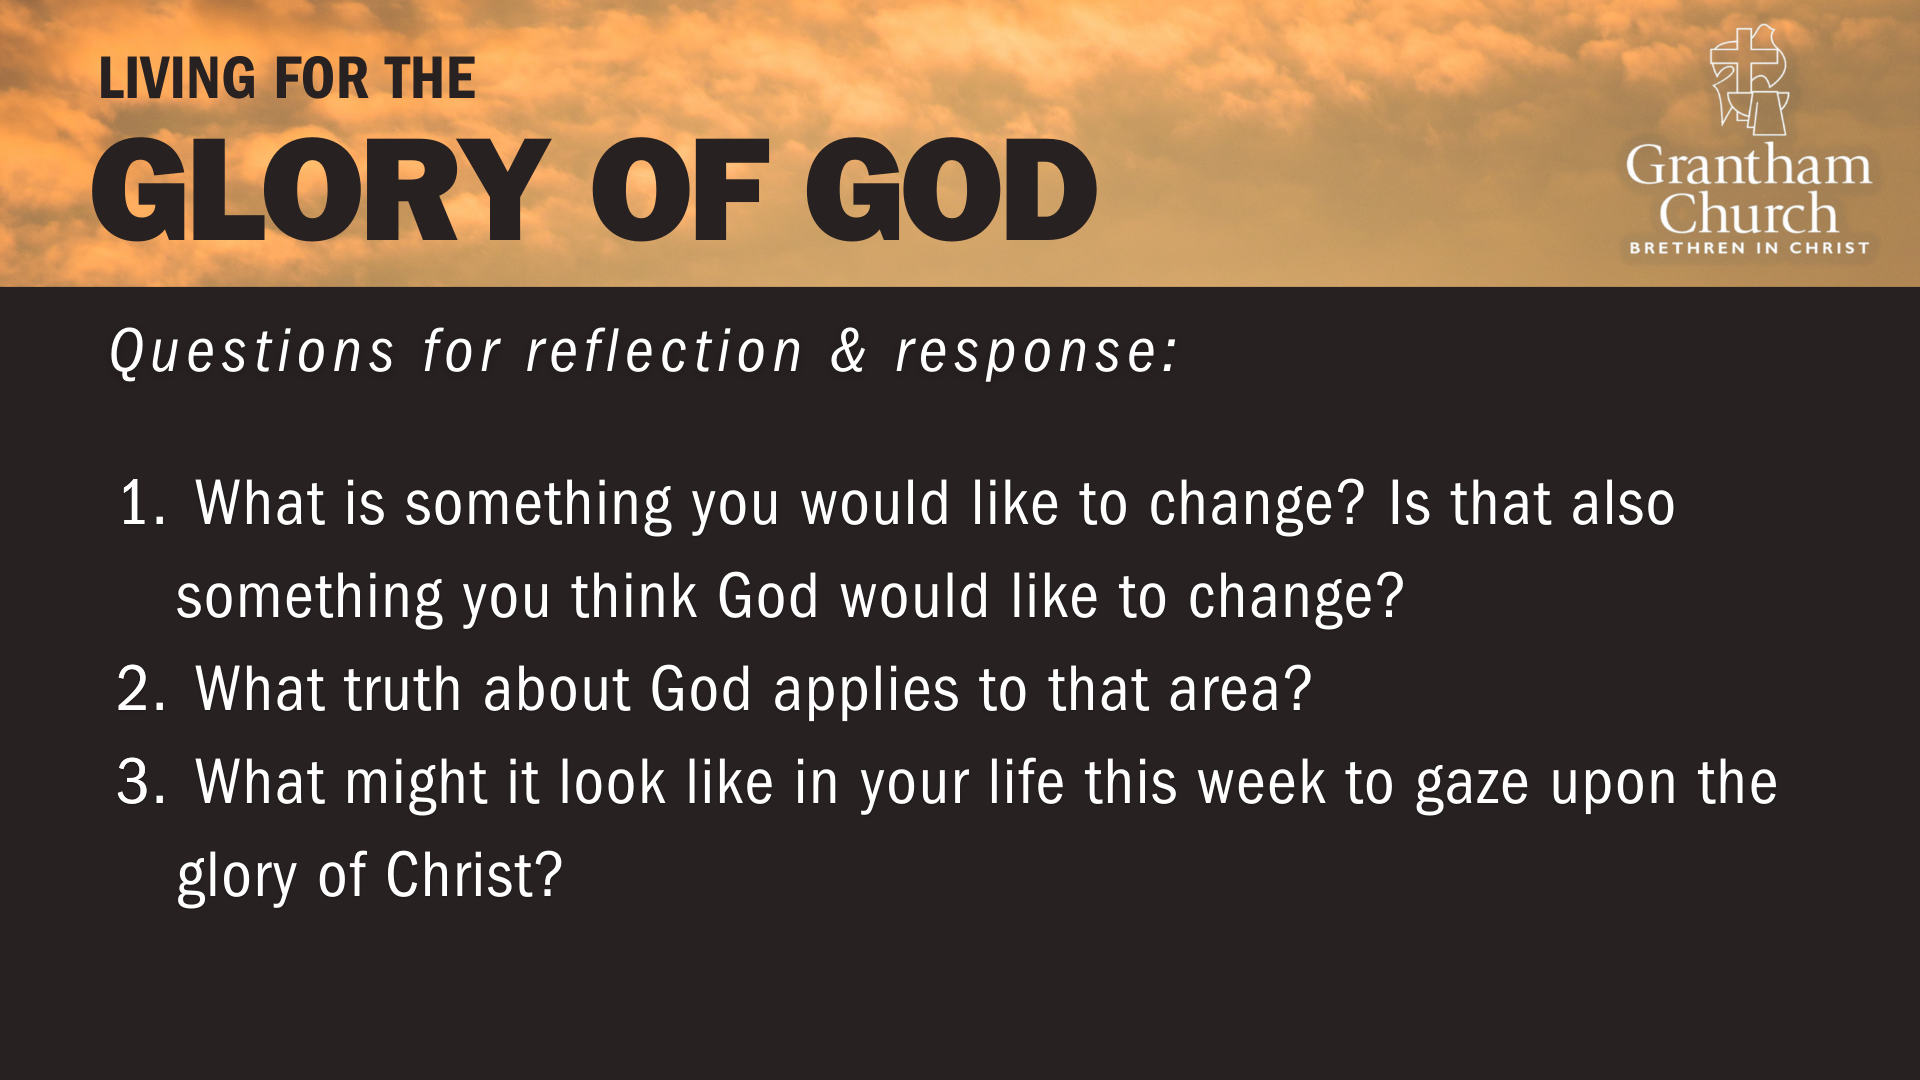 LIVING FOR THE
GLORY OF GOD
Grantham
Church
BRETHREN IN CHRIST
Questions for reflection & response:
1. What is something you would like to change? Is that also
something you think God would like to change?
2. What truth about God applies to that area?
3. What might it look like in your life this week to gaze upon the
glory of Christ?